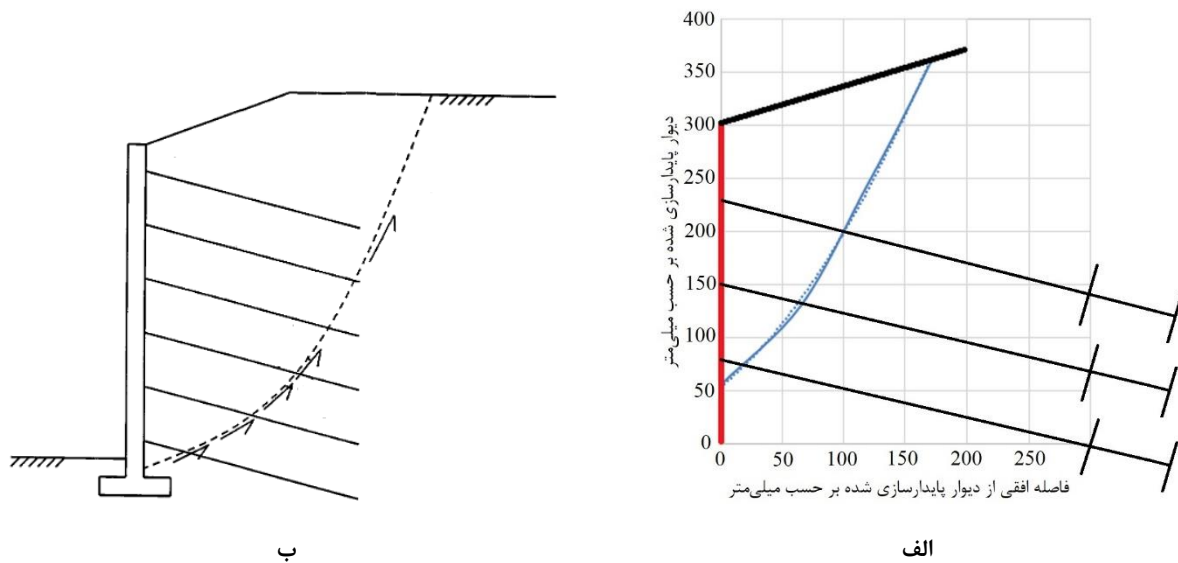 400
350
300
250
200
150
100
50
0
دیوار پایدارسازی شده بر حسب میلی‌متر
0 50 100 150 200 250
فاصله افقی از دیوار پایدارسازی شده بر حسب میلی‌متر
الف
ب